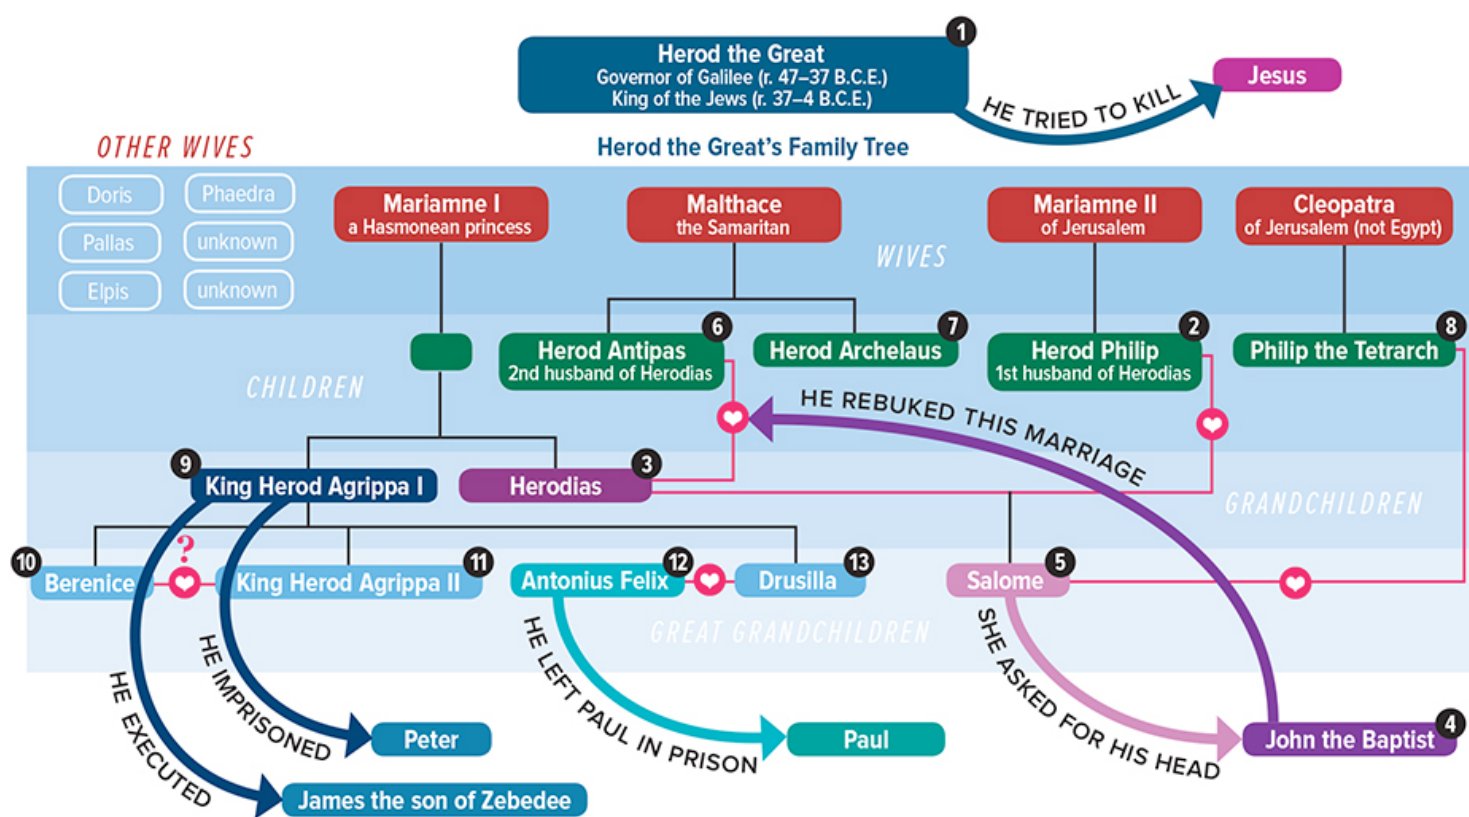 1
Herod the Great
Governor of Galilee (r. 47–37 B.C.E.)
King of the Jews (r. 37–4 B.C.E.)
HE TRIED TO KILL
Jesus
OTHER WIVES
Herod the Great's Family Tree
Doris
Phaedra
Pallas
unknown
Elpis
unknown
Mariamne I
a Hasmonean princess
Malthace
the Samaritan
Mariamne II
of Jerusalem
Cleopatra
of Jerusalem (not Egypt)
WIVES
6
Herod Antipas
2nd husband of Herodias
7
Herod Archelaus
2
Herod Philip
1st husband of Herodias
8
Philip the Tetrarch
CHILDREN
HE REBUKED THIS MARRIAGE
9
King Herod Agrippa I
3
Herodias
GRANDCHILDREN
10
Berenice
?
11
King Herod Agrippa II
12
Antonius Felix
13
Drusilla
5
Salome
GREAT GRANDCHILDREN
HE EXECUTED
HE IMPRISONED
HE LEFT PAUL IN PRISON
SHE ASKED FOR HIS HEAD
Peter
Paul
4
John the Baptist
James the son of Zebedee